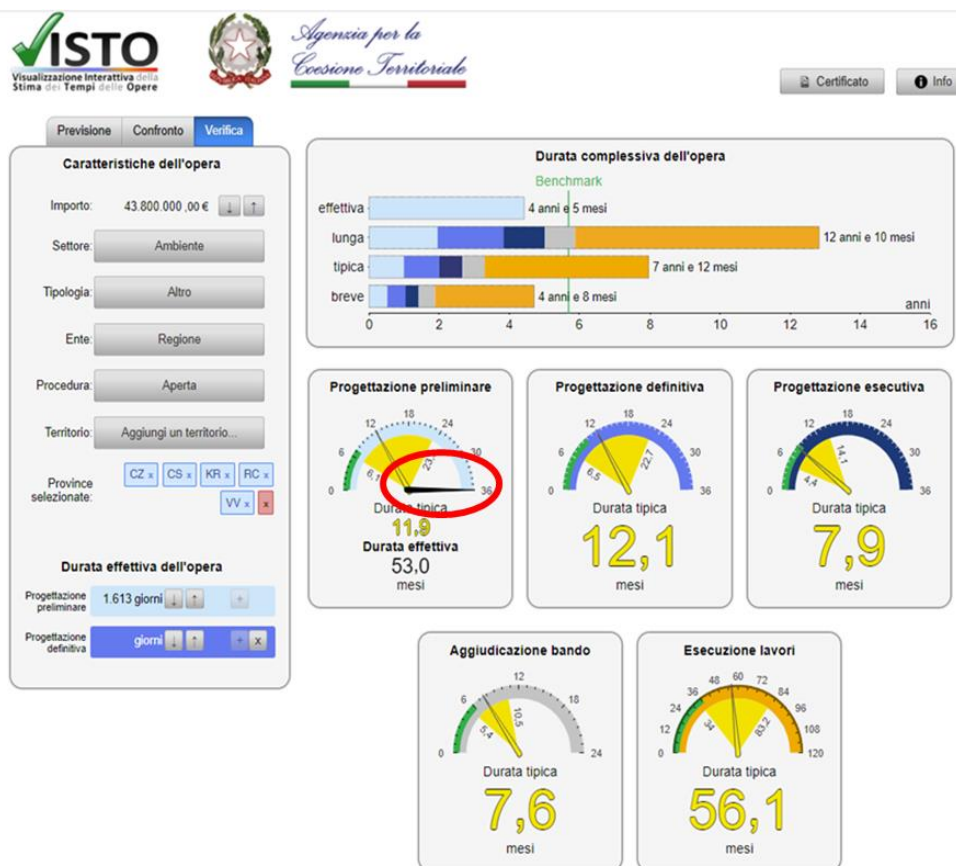 VISTO
Visualizzazione Interattiva della
Stima dei Tempi delle Opere
Agenzia per la
Coesione Territoriale
Certificato
Info
Previsione Confronto Verifica
Caratteristiche dell'opera
Importo: 43.800.000 ,00 € ↓ ↑
Settore: Ambiente
Tipologia: Altro
Ente: Regione
Procedura: Aperta
Territorio: Aggiungi un territorio...
Province
selezionate:
CZ x CS x KR x RC x
VV x x
Durata effettiva dell'opera
Progettazione
preliminare
1.613 giorni ↓ ↑ +
Progettazione
definitiva
giorni ↓ ↑ + x
Durata complessiva dell'opera
Benchmark
effettiva 4 anni e 5 mesi
lunga 12 anni e 10 mesi
tipica 7 anni e 12 mesi
breve 4 anni e 8 mesi
anni
0 2 4 6 8 10 12 14 16
Progettazione preliminare
0 6 12 18 24 30 36
6,1
Durata tipica
11,9
Durata effettiva
53,0
mesi
Progettazione definitiva
0 6 12 18 24 30 36
6,5 22,7
Durata tipica
12,1
mesi
Progettazione esecutiva
0 6 12 18 24 30 36
4,4 14,1
Durata tipica
7,9
mesi
Aggiudicazione bando
0 6 12 18 24
5,4 10,5
Durata tipica
7,6
mesi
Esecuzione lavori
0 12 24 36 48 60 72 84 96 108 120
34 83,2
Durata tipica
56,1
mesi